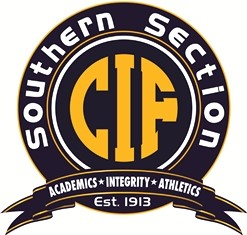 Southern Section
CIF
ACADEMICS ★ INTEGRITY ★ ATHLETICS
Est. 1913